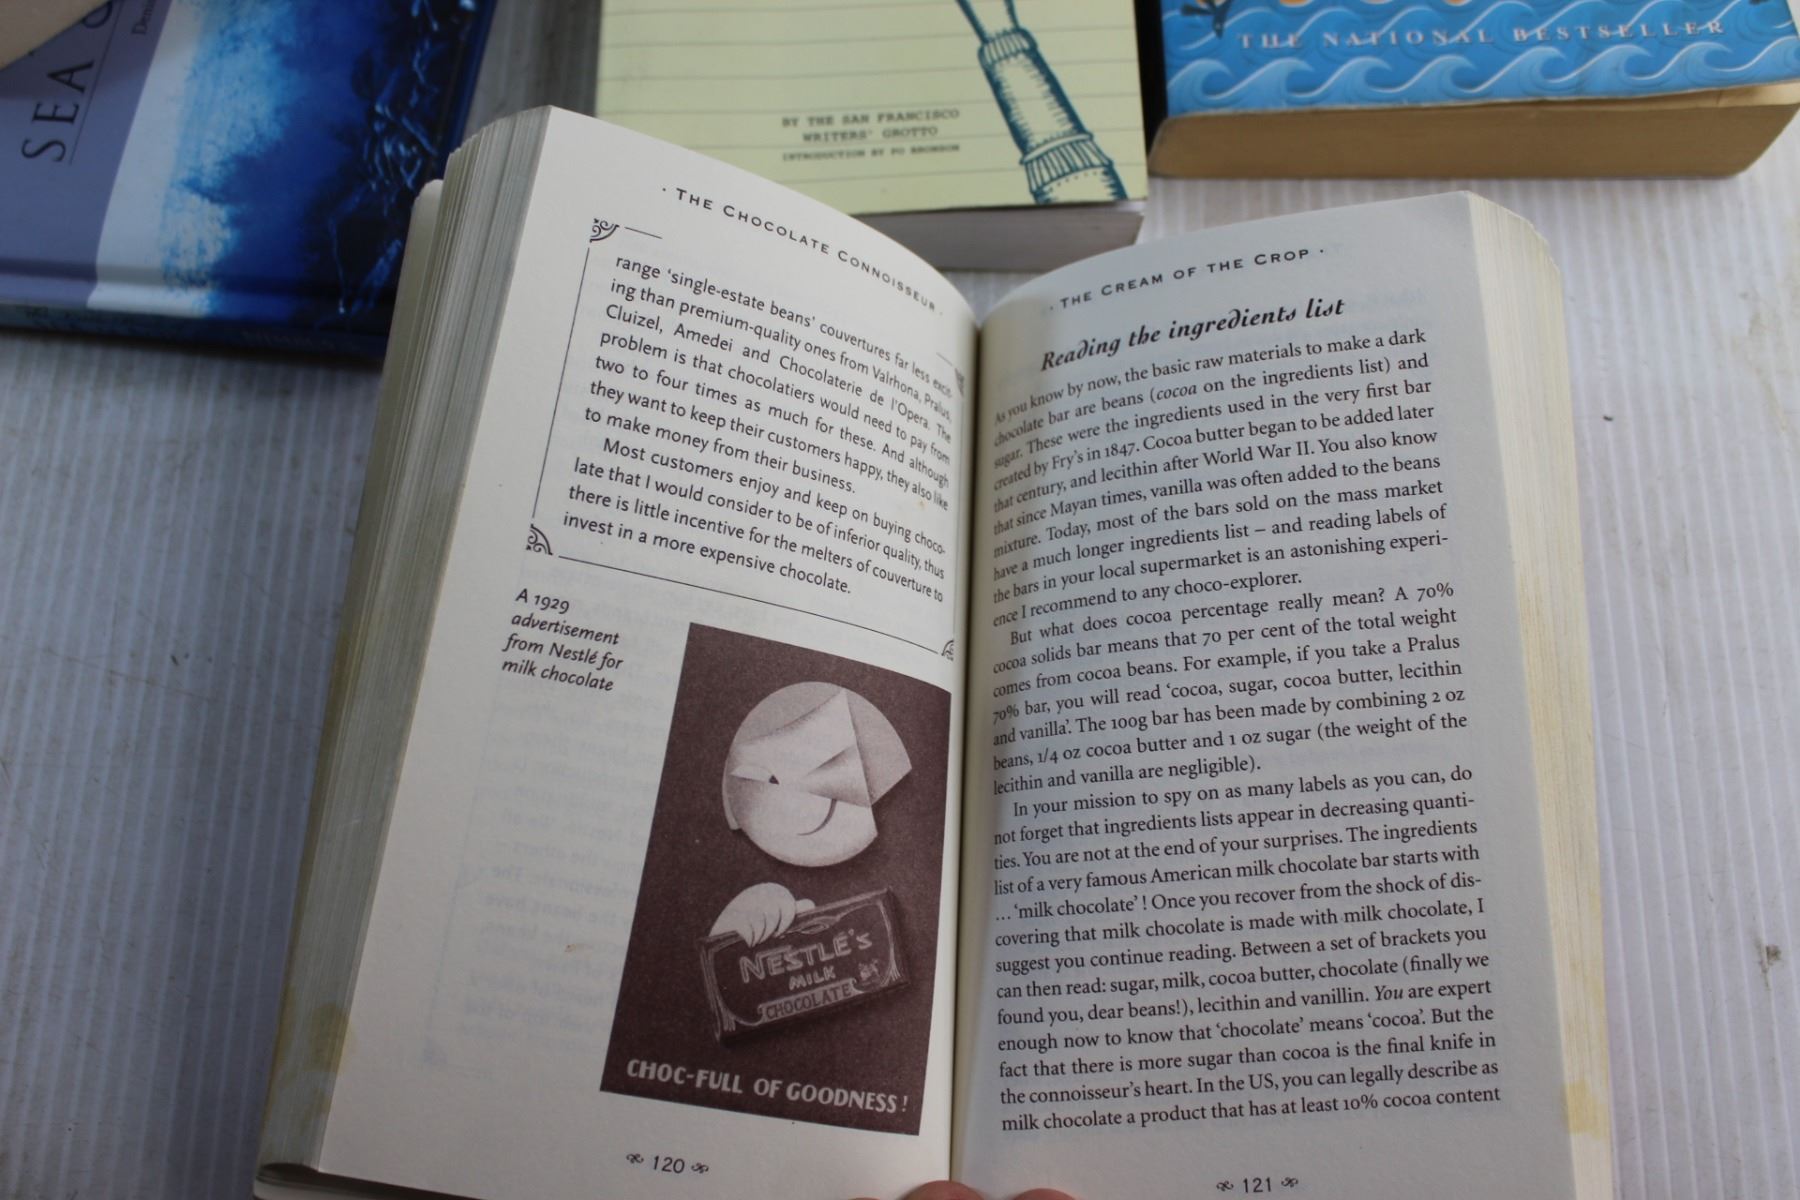 SEA
BY THE SAN FRANCISCO
WRITERS' GROTTO
INTRODUCTION BY PO BRONSON
THE NATIONAL BESTSELLER
· THE CHOCOLATE CONNOISSEUR ·
range ‘single-estate beans’ couvertures far less excit-
ing than premium-quality ones from Valrhona, Pralus,
Cluizel, Amedei and Chocolaterie de l'Opera. The
problem is that chocolatiers would need to pay from
two to four times as much for these. And although
they want to keep their customers happy, they also like
to make money from their business.
Most customers enjoy and keep on buying choco-
late that I would consider to be of inferior quality, thus
there is little incentive for the melters of couverture to
invest in a more expensive chocolate.
A 1929
advertisement
from Nestlé for
milk chocolate
NESTLÉ'S
MILK
CHOCOLATE
CHOC-FULL OF GOODNESS!
120
· THE CREAM OF THE CROP ·
Reading the ingredients list
As you know by now, the basic raw materials to make a dark
chocolate bar are beans (cocoa on the ingredients list) and
sugar. These were the ingredients used in the very first bar
created by Fry's in 1847. Cocoa butter began to be added later
that century, and lecithin after World War II. You also know
that since Mayan times, vanilla was often added to the beans
mixture. Today, most of the bars sold on the mass market
have a much longer ingredients list – and reading labels of
the bars in your local supermarket is an astonishing experi-
ence I recommend to any choco-explorer.
But what does cocoa percentage really mean? A 70%
cocoa solids bar means that 70 per cent of the total weight
comes from cocoa beans. For example, if you take a Pralus
70% bar, you will read ‘cocoa, sugar, cocoa butter, lecithin
and vanilla’. The 100g bar has been made by combining 2 oz
beans, 1/4 oz cocoa butter and 1 oz sugar (the weight of the
lecithin and vanilla are negligible).
In your mission to spy on as many labels as you can, do
not forget that ingredients lists appear in decreasing quanti-
ties. You are not at the end of your surprises. The ingredients
list of a very famous American milk chocolate bar starts with
... ‘milk chocolate’! Once you recover from the shock of dis-
covering that milk chocolate is made with milk chocolate, I
suggest you continue reading. Between a set of brackets you
can then read: sugar, milk, cocoa butter, chocolate (finally we
found you, dear beans!), lecithin and vanillin. You are expert
enough now to know that ‘chocolate’ means ‘cocoa’. But the
fact that there is more sugar than cocoa is the final knife in
the connoisseur's heart. In the US, you can legally describe as
milk chocolate a product that has at least 10% cocoa content
121